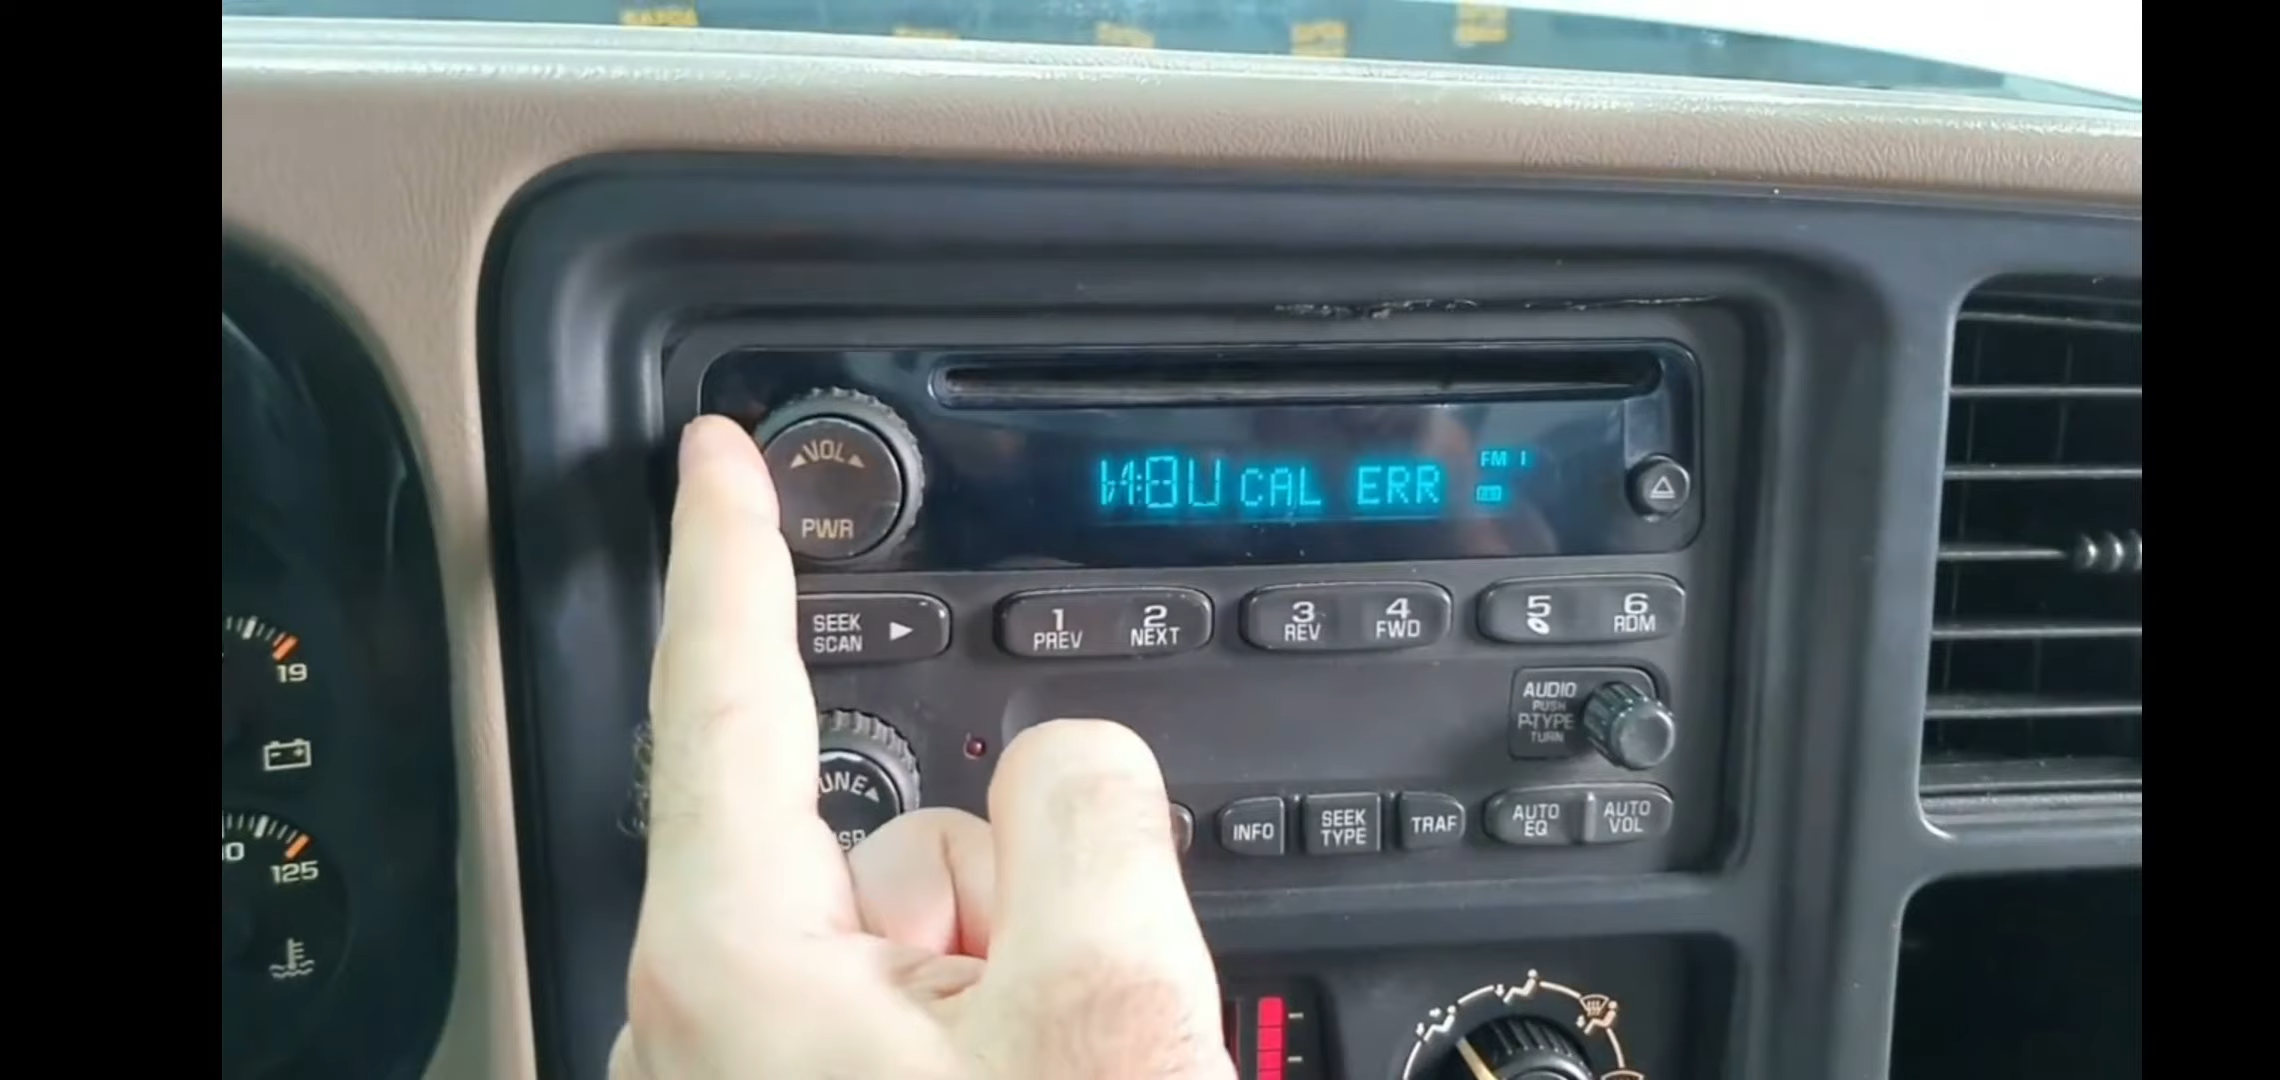 VOL
PWR
CAL ERR
FM 1
SEEK
SCAN
1
PREV
2
NEXT
3
REV
4
FWD
5
6
RDM
AUDIO
PUSH
P-TYPE
TURN
INFO
SEEK
TYPE
TRAF
AUTO
EQ
AUTO
VOL
19
125